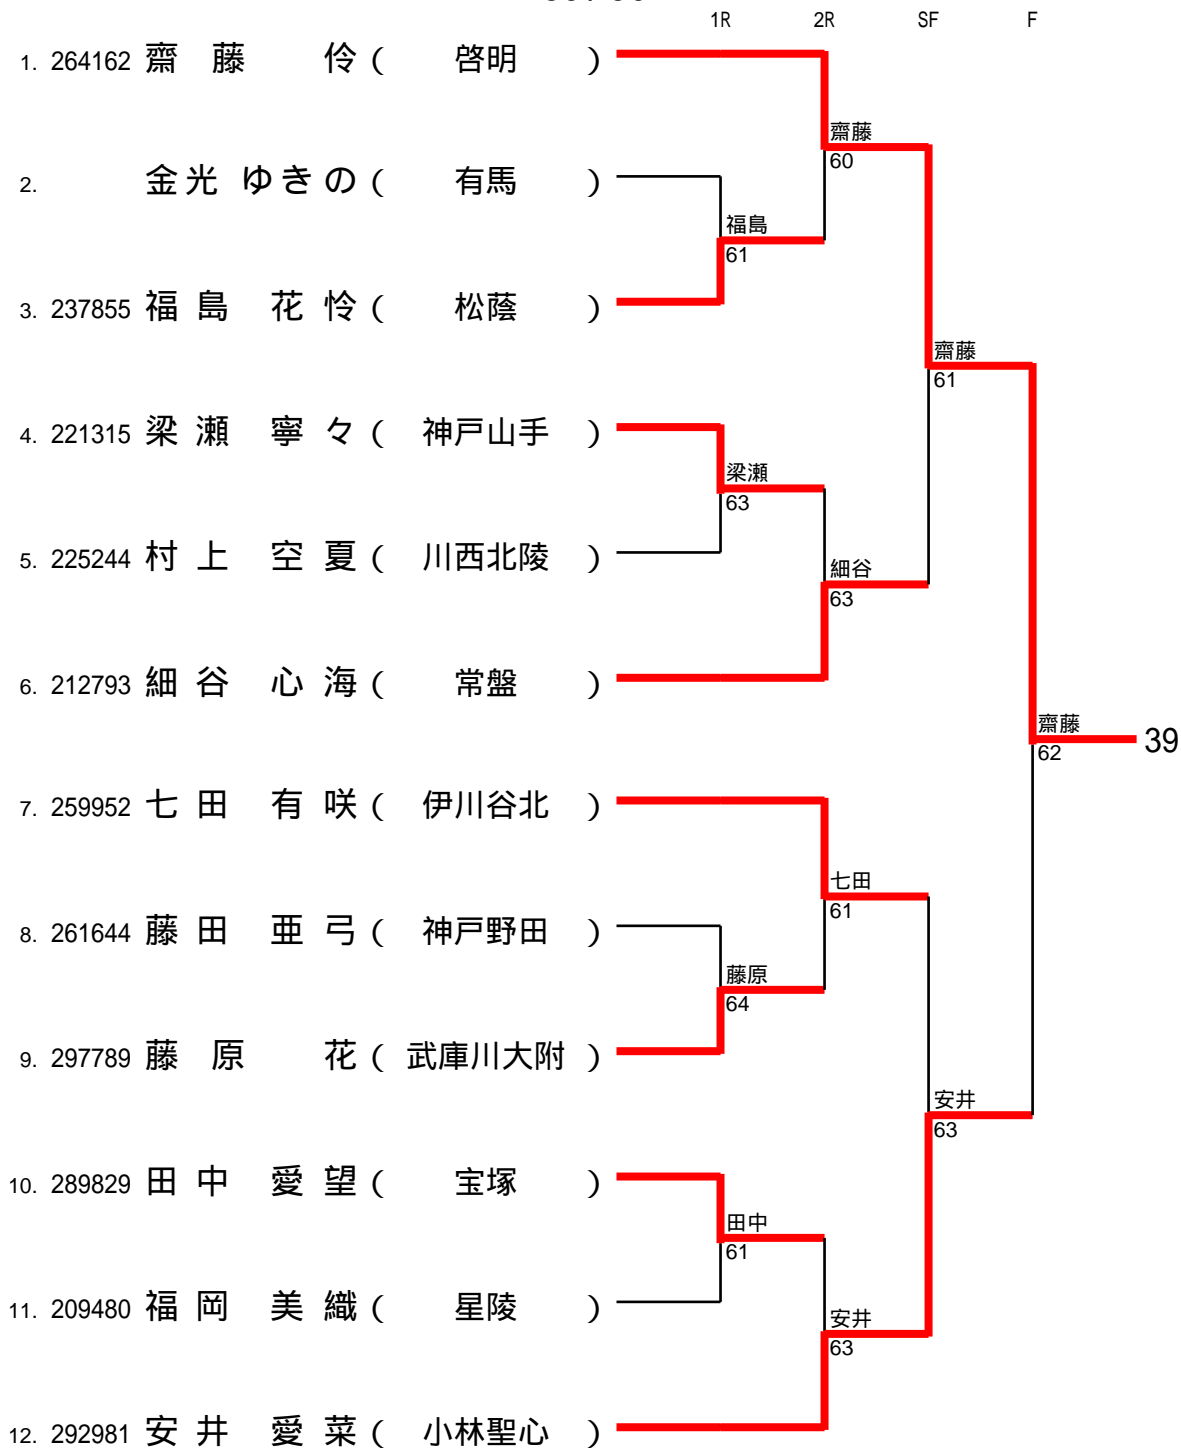 1R 2R SF F
1. 264162 齋藤 伶 ( 啓明 )
齋藤
60
2. 金光 ゆきの ( 有馬 )
福島
61
3. 237855 福島 花怜 ( 松蔭 )
齋藤
61
4. 221315 梁瀬 寧々 ( 神戸山手 )
梁瀬
63
5. 225244 村上 空夏 ( 川西北陵 )
細谷
63
6. 212793 細谷 心海 ( 常盤 )
齋藤
62
39
7. 259952 七田 有咲 ( 伊川谷北 )
七田
61
8. 261644 藤田 亜弓 ( 神戸野田 )
藤原
64
9. 297789 藤原 花 ( 武庫川大附 )
安井
63
10. 289829 田中 愛望 ( 宝塚 )
田中
61
11. 209480 福岡 美織 ( 星陵 )
安井
63
12. 292981 安井 愛菜 ( 小林聖心 )